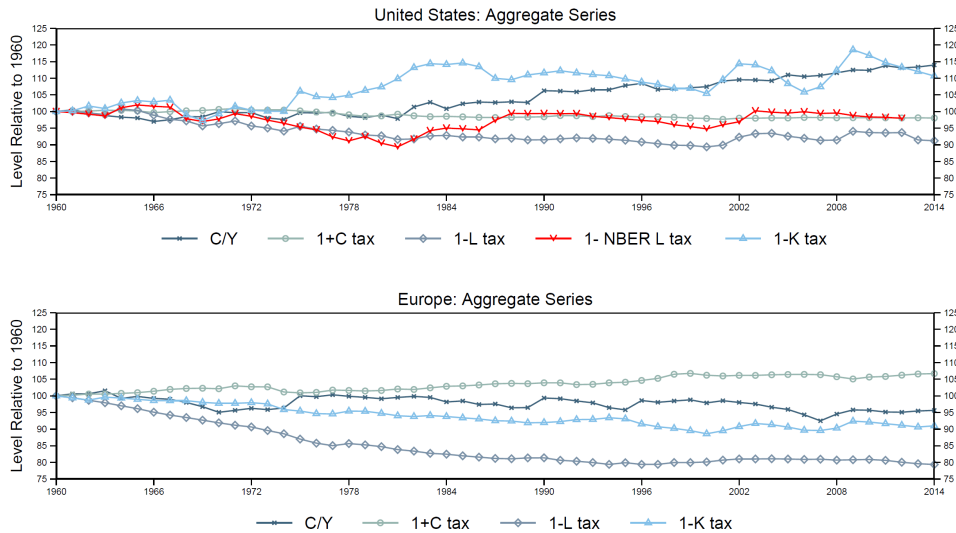 United States: Aggregate Series
Level Relative to 1960
125 125
120 120
115 115
110 110
105 105
100 100
95 95
90 90
85 85
80 80
75 75
1960 1966 1972 1978 1984 1990 1996 2002 2008 2014
C/Y 1+C tax 1-L tax 1- NBER L tax 1-K tax
Europe: Aggregate Series
Level Relative to 1960
125 125
120 120
115 115
110 110
105 105
100 100
95 95
90 90
85 85
80 80
75 75
1960 1966 1972 1978 1984 1990 1996 2002 2008 2014
C/Y 1+C tax 1-L tax 1-K tax